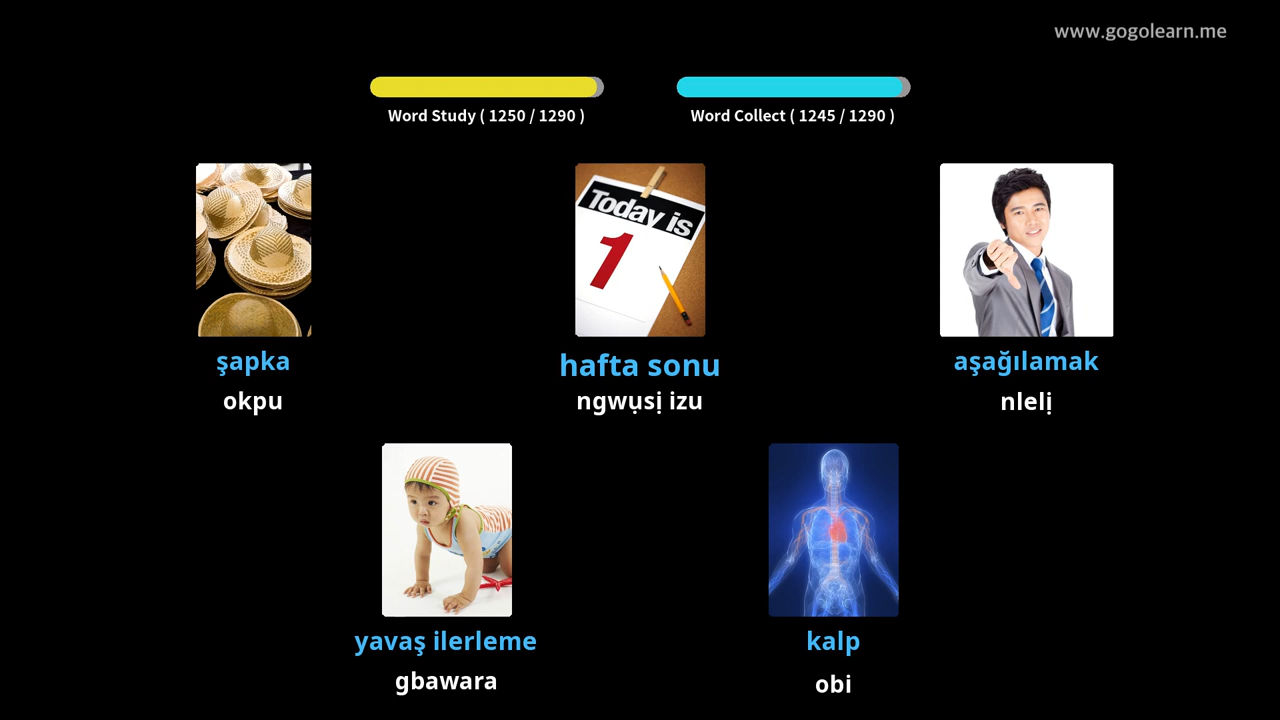 www.gogolearn.me
Word Study ( 1250 / 1290 )
Word Collect ( 1245 / 1290 )
Today is
1
şapka
okpu
hafta sonu
ngwụsị izu
aşağılamak
nlelị
yavaş ilerleme
gbawara
kalp
obi